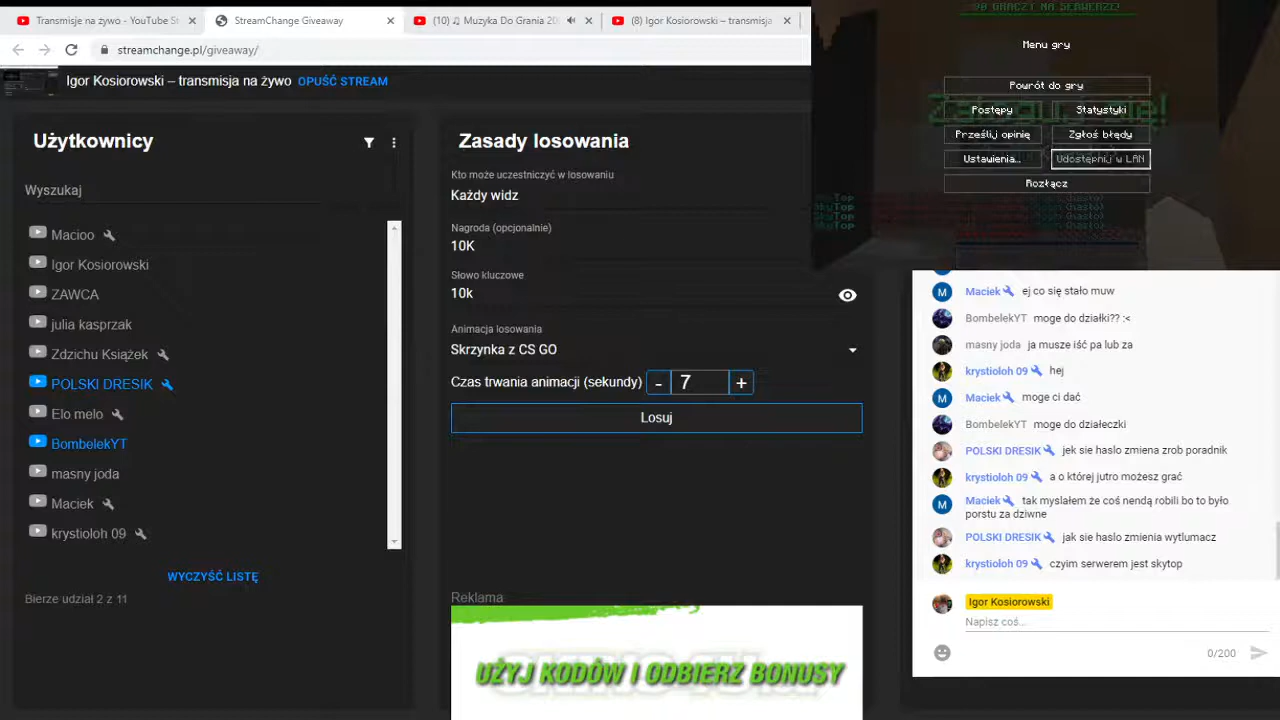 Transmisje na żywo - YouTube St
StreamChange Giveaway
(10) ♫ Muzyka Do Grania 20
(8) Igor Kosiorowski – transmisja
streamchange.pl/giveaway/
Igor Kosiorowski – transmisja na żywo OPUŚĆ STREAM
Użytkownicy
Wyszukaj
Macioo
Igor Kosiorowski
ZAWCA
julia kasprzak
Zdzichu Książek
POLSKI DRESIK
Elo melo
BombelekYT
masny joda
Maciek
krystioloh 09
WYCZYŚĆ LISTĘ
Bierze udział 2 z 11
Zasady losowania
Kto może uczestniczyć w losowaniu
Każdy widz
Nagroda (opcjonalnie)
10K
Słowo kluczowe
10k
Animacja losowania
Skrzynka z CS GO
Czas trwania animacji (sekundy) - 7 +
Losuj
Reklama
UŻYJ KODÓW I ODBIERZ BONUSY
GRACZY NA SERWERZE!
Menu gry
Powrót do gry
Postępy
Statystyki
Prześlij opinię
Zgłoś błędy
Ustawienia...
Udostępnij w LAN
Rozłącz
SkyTop
SkyTop
SkyTop
Maciek ej co się stało muw
BombelekYT moge do działki?? :<
masny joda ja musze iść pa lub za
krystioloh 09 hej
Maciek moge ci dać
BombelekYT moge do działeczki
POLSKI DRESIK jek sie haslo zmiena zrob poradnik
krystioloh 09 a o której jutro możesz grać
Maciek tak myslałem że coś nendą robili bo to było
porstu za dziwne
POLSKI DRESIK jak sie haslo zmienia wytlumacz
krystioloh 09 czyim serwerem jest skytop
Igor Kosiorowski
Napisz coś...
0/200